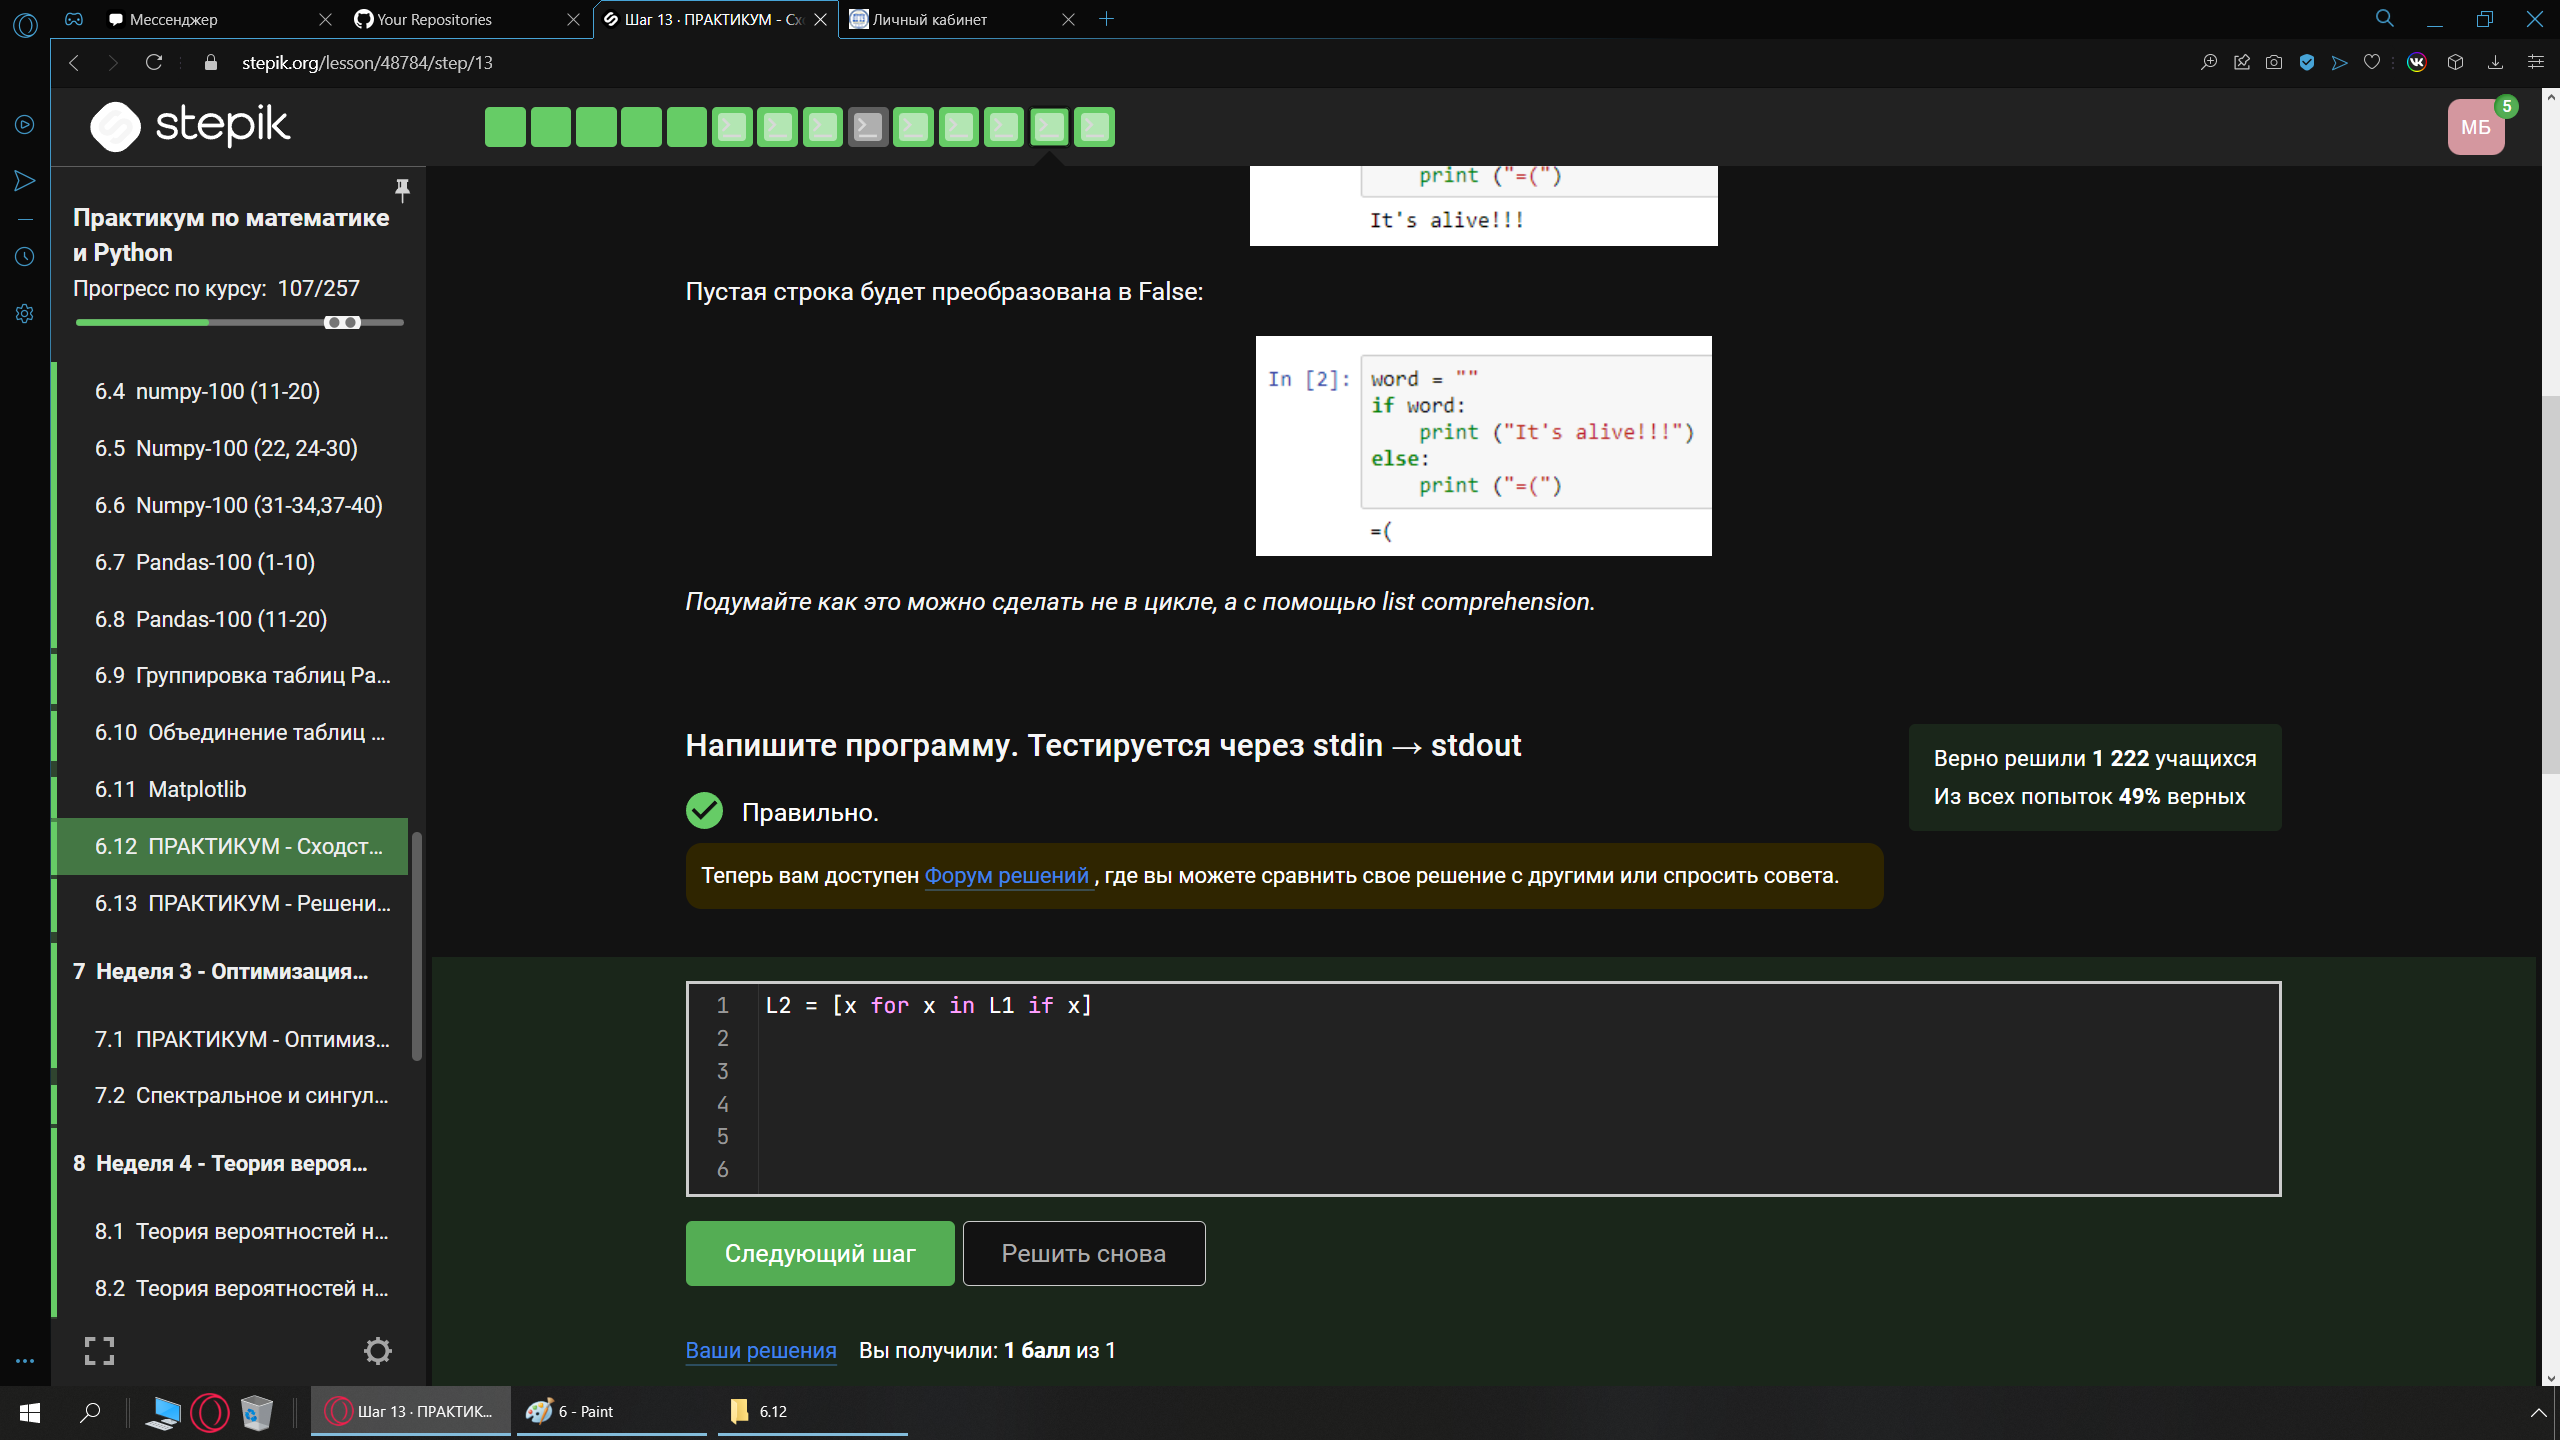 Мессенджер
Your Repositories
Шаг 13 · ПРАКТИКУМ - Сх
Личный кабинет
stepik.org/lesson/48784/step/13
stepik
МБ
5
Практикум по математике
и Python
Прогресс по курсу: 107/257
6.4 numpy-100 (11-20)
6.5 Numpy-100 (22, 24-30)
6.6 Numpy-100 (31-34,37-40)
6.7 Pandas-100 (1-10)
6.8 Pandas-100 (11-20)
6.9 Группировка таблиц Pa...
6.10 Объединение таблиц ...
6.11 Matplotlib
6.12 ПРАКТИКУМ - Сходст...
6.13 ПРАКТИКУМ - Решени...
7 Неделя 3 - Оптимизация...
7.1 ПРАКТИКУМ - Оптимиз...
7.2 Спектральное и сингул...
8 Неделя 4 - Теория вероя...
8.1 Теория вероятностей н...
8.2 Теория вероятностей н...
print ("=(")
It's alive!!!
Пустая строка будет преобразована в False:
In [2]: word = ""
if word:
print ("It's alive!!!")
else:
print ("=(")
=(
Подумайте как это можно сделать не в цикле, а с помощью list comprehension.
Напишите программу. Тестируется через stdin → stdout
Верно решили 1 222 учащихся
Из всех попыток 49% верных
Правильно.
Теперь вам доступен Форум решений , где вы можете сравнить свое решение с другими или спросить совета.
1 L2 = [x for x in L1 if x]
2
3
4
5
6
Следующий шаг
Решить снова
Ваши решения Вы получили: 1 балл из 1
Шаг 13 · ПРАКТИК...
6 - Paint
6.12